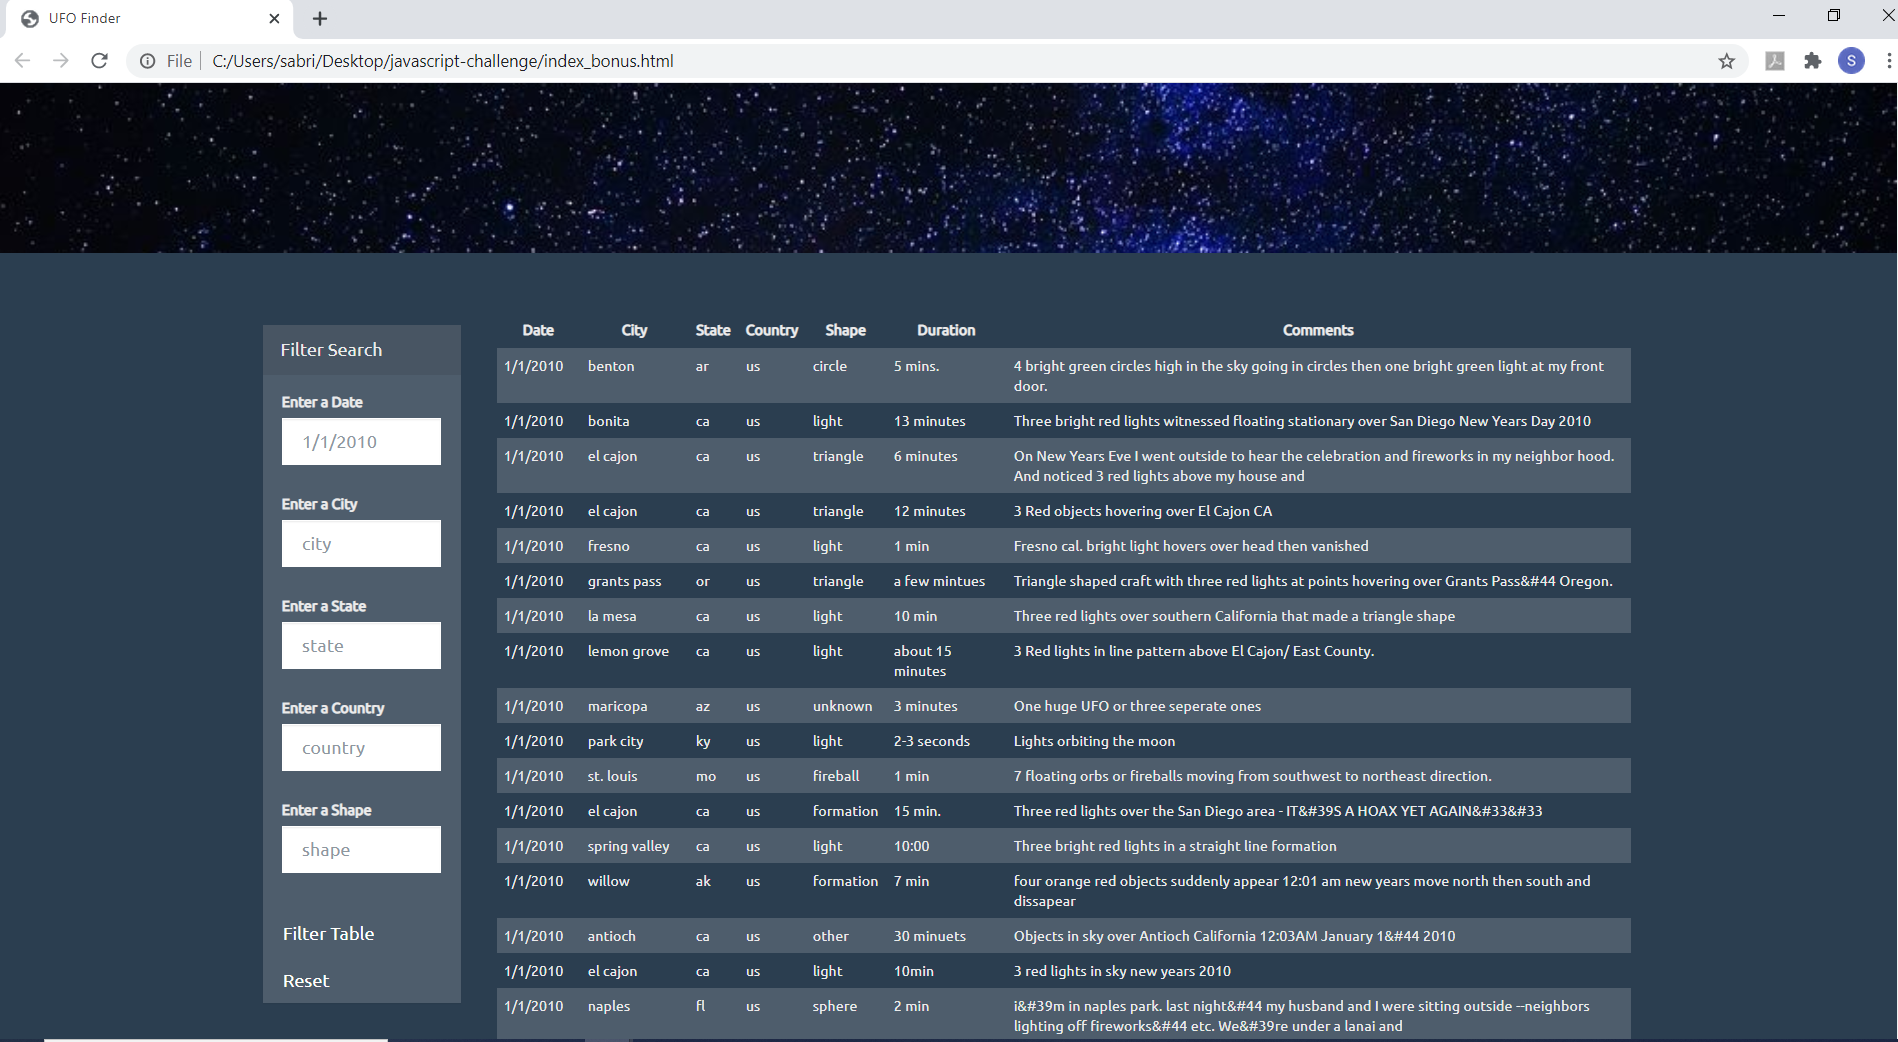 UFO Finder
File C:/Users/sabri/Desktop/javascript-challenge/index_bonus.html
S
Filter Search
Enter a Date
1/1/2010
Enter a City
city
Enter a State
state
Enter a Country
country
Enter a Shape
shape
Filter Table
Reset
Date City State Country Shape Duration Comments
1/1/2010 benton ar us circle 5 mins. 4 bright green circles high in the sky going in circles then one bright green light at my front
door.
1/1/2010 bonita ca us light 13 minutes Three bright red lights witnessed floating stationary over San Diego New Years Day 2010
1/1/2010 el cajon ca us triangle 6 minutes On New Years Eve I went outside to hear the celebration and fireworks in my neighbor hood.
And noticed 3 red lights above my house and
1/1/2010 el cajon ca us triangle 12 minutes 3 Red objects hovering over El Cajon CA
1/1/2010 fresno ca us light 1 min Fresno cal. bright light hovers over head then vanished
1/1/2010 grants pass or us triangle a few mintues Triangle shaped craft with three red lights at points hovering over Grants Pass&#44 Oregon.
1/1/2010 la mesa ca us light 10 min Three red lights over southern California that made a triangle shape
1/1/2010 lemon grove ca us light about 15 3 Red lights in line pattern above El Cajon/ East County.
minutes
1/1/2010 maricopa az us unknown 3 minutes One huge UFO or three seperate ones
1/1/2010 park city ky us light 2-3 seconds Lights orbiting the moon
1/1/2010 st. louis mo us fireball 1 min 7 floating orbs or fireballs moving from southwest to northeast direction.
1/1/2010 el cajon ca us formation 15 min. Three red lights over the San Diego area - IT&#39S A HOAX YET AGAIN&#33&#33
1/1/2010 spring valley ca us light 10:00 Three bright red lights in a straight line formation
1/1/2010 willow ak us formation 7 min four orange red objects suddenly appear 12:01 am new years move north then south and
dissapear
1/1/2010 antioch ca us other 30 minuets Objects in sky over Antioch California 12:03AM January 1&#44 2010
1/1/2010 el cajon ca us light 10min 3 red lights in sky new years 2010
1/1/2010 naples fl us sphere 2 min i&#39m in naples park. last night&#44 my husband and I were sitting outside --neighbors
lighting off fireworks&#44 etc. We&#39re under a lanai and